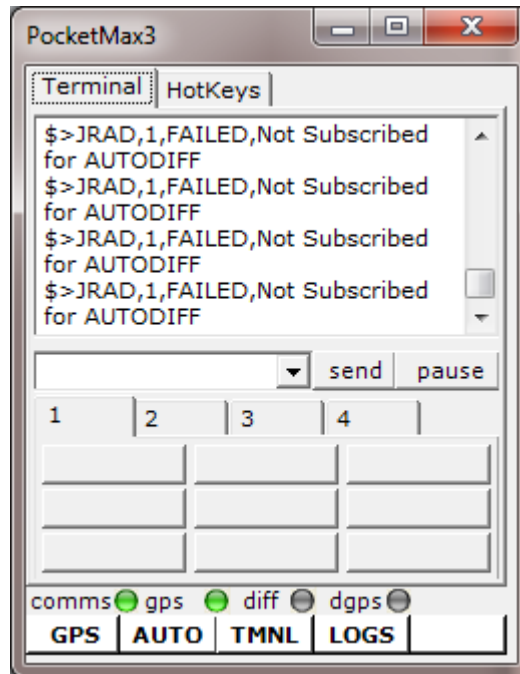 PocketMax3
Terminal HotKeys
$>JRAD,1,FAILED,Not Subscribed
for AUTODIFF
$>JRAD,1,FAILED,Not Subscribed
for AUTODIFF
$>JRAD,1,FAILED,Not Subscribed
for AUTODIFF
$>JRAD,1,FAILED,Not Subscribed
for AUTODIFF
send pause
1 2 3 4
comms gps diff dgps
GPS AUTO TMNL LOGS